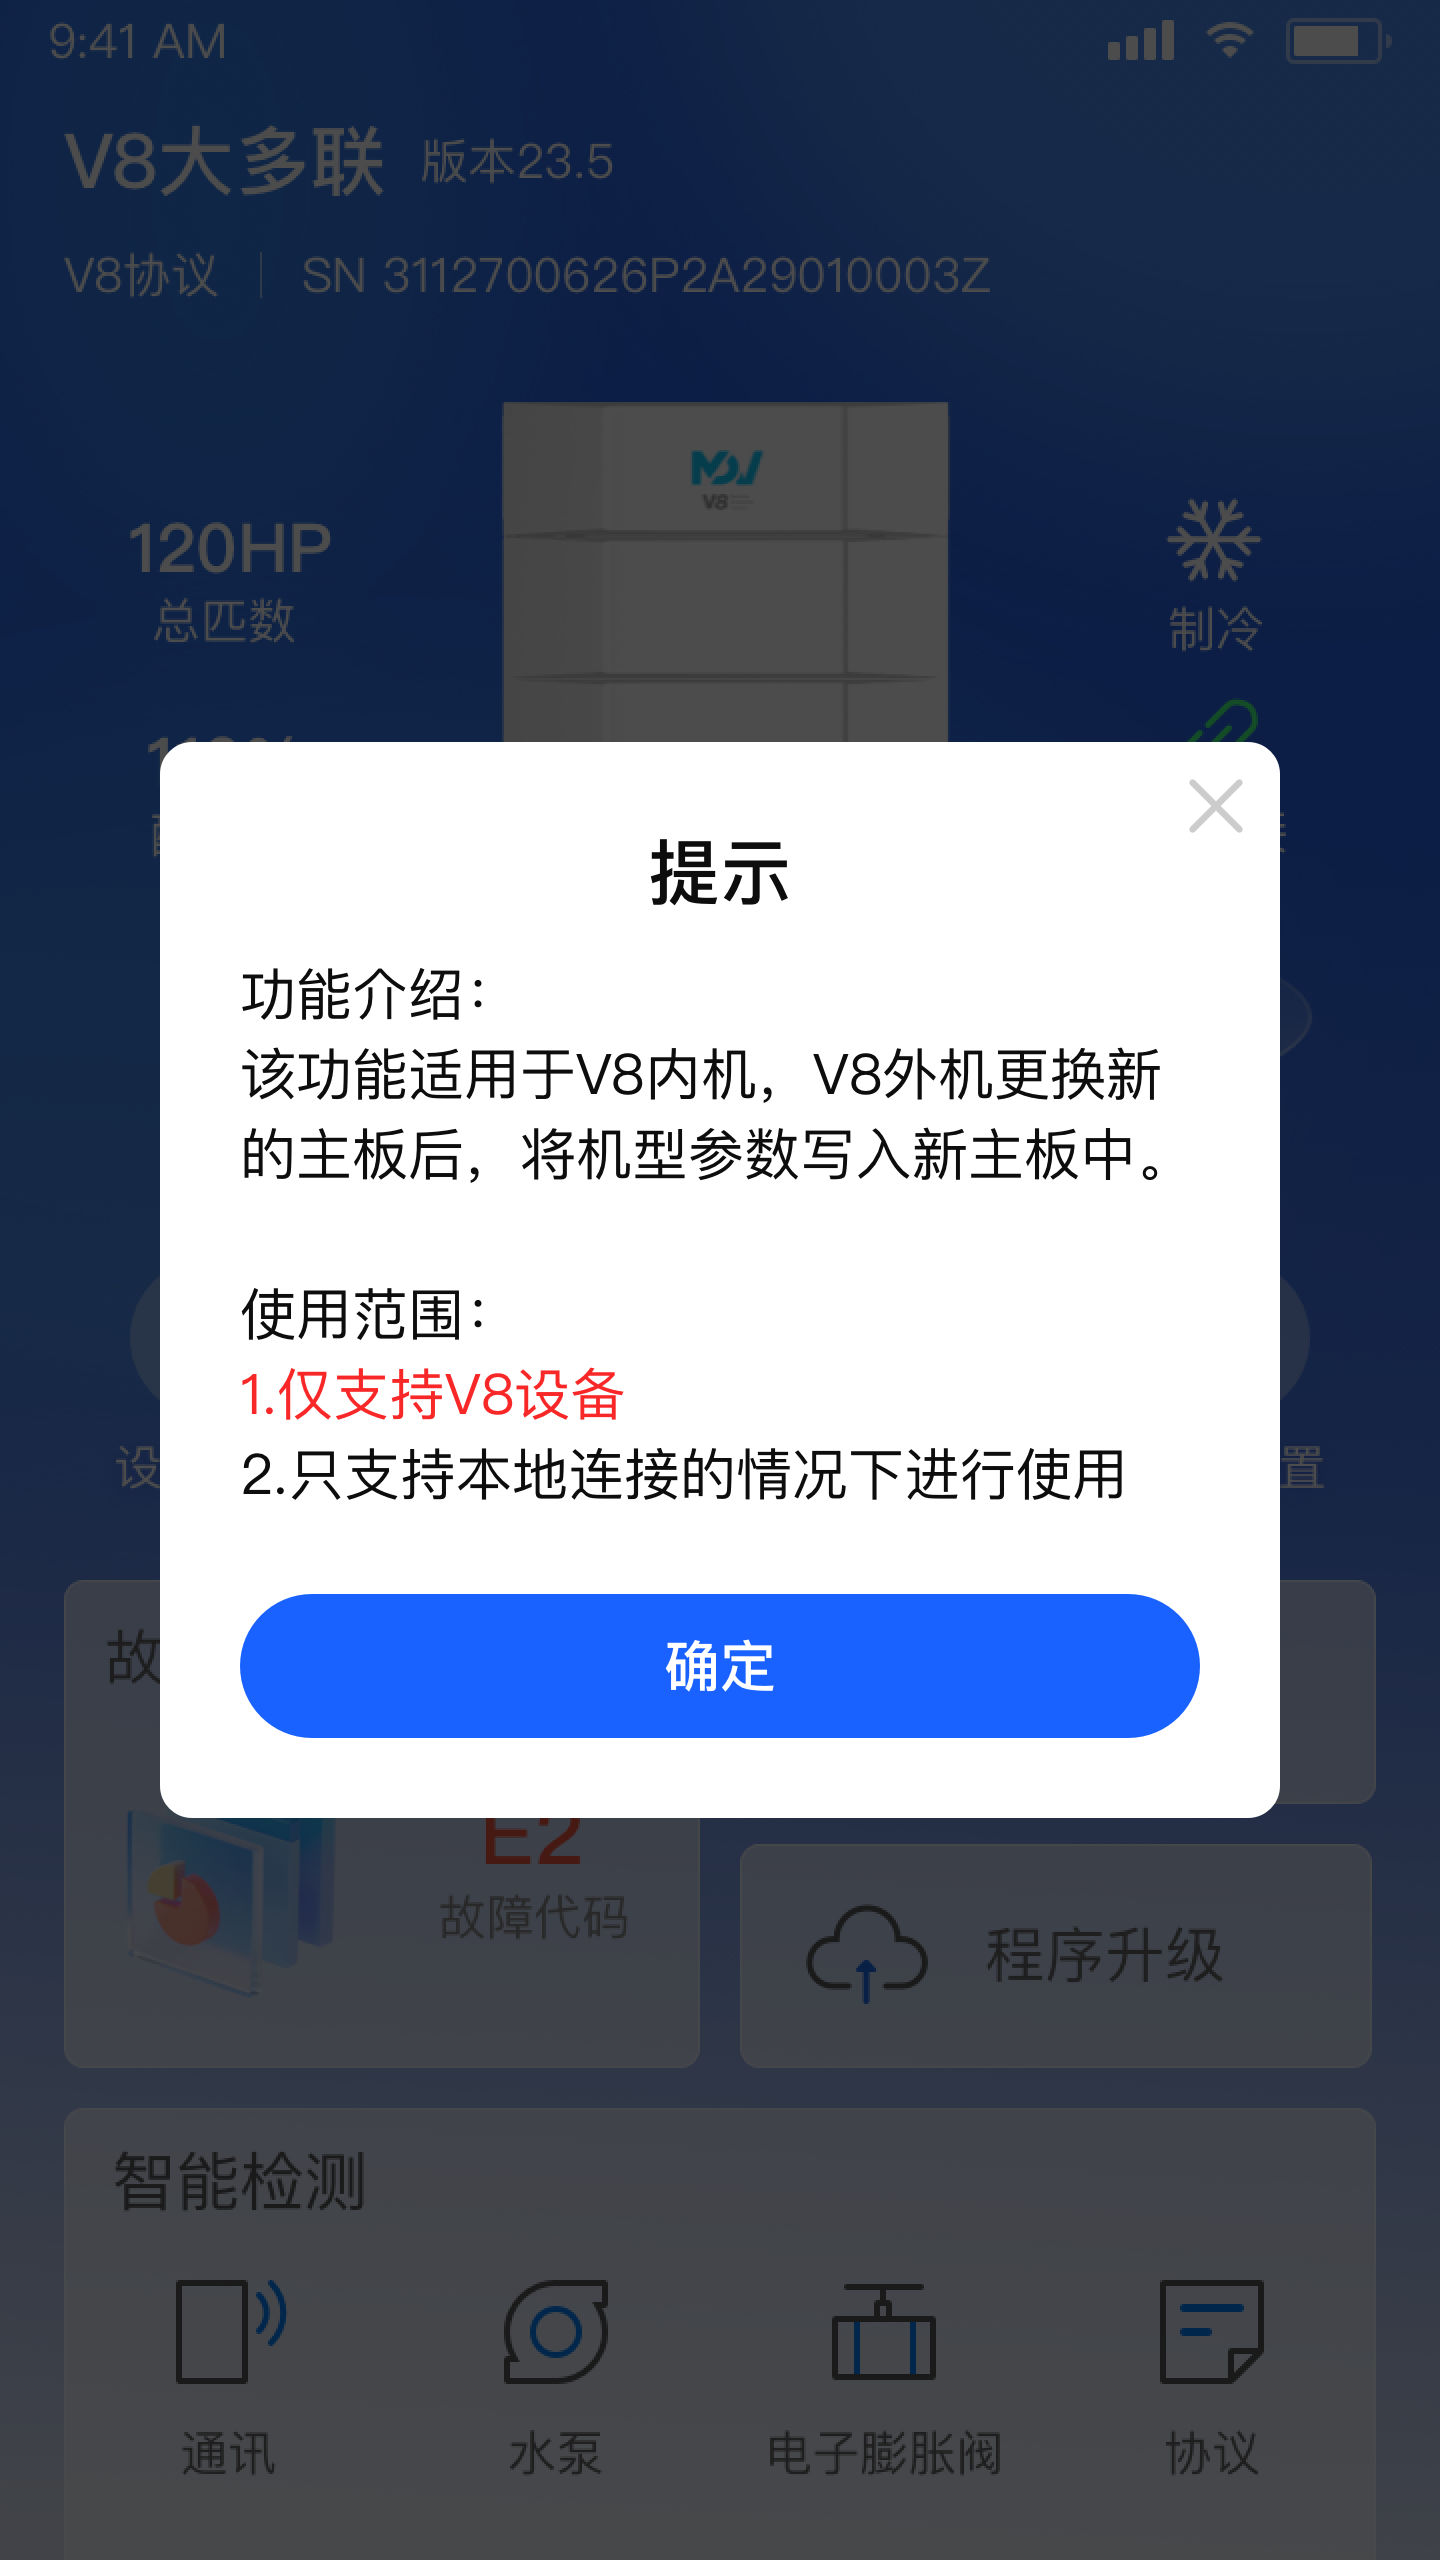 9:41 AM
V8大多联 版本23.5
V8协议 SN 3112700626P2A29010003Z
MDV
V8
120HP
总匹数
制冷
提示
功能介绍：
该功能适用于V8内机，V8外机更换新
的主板后，将机型参数写入新主板中。
使用范围：
1.仅支持V8设备
2.只支持本地连接的情况下进行使用
设
置
确定
故
E2
故障代码
程序升级
智能检测
通讯
水泵
电子膨胀阀
协议